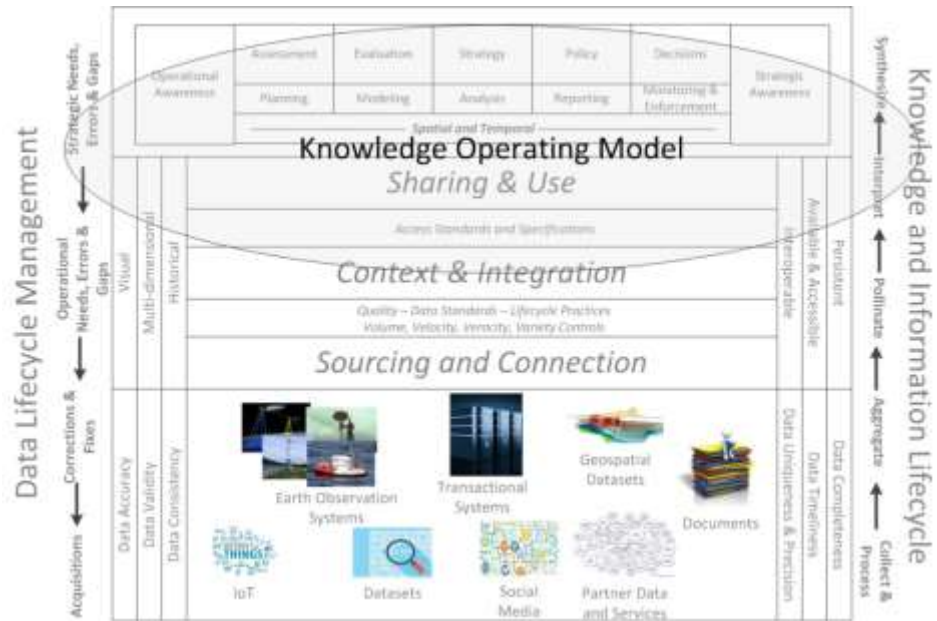 Data Lifecycle Management
Strategic Needs,
Errors & Gaps
Operational
Needs, Errors &
Gaps
Corrections &
Fixes
Acquisitions
Operational
Awareness
Assessment
Evaluation
Strategy
Policy
Decisions
Strategic
Awareness
Planning
Modeling
Analysis
Reporting
Monitoring &
Enforcement
Spatial and Temporal
Knowledge Operating Model
Sharing & Use
Access Standards and Specifications
Context & Integration
Quality – Data Standards – Lifecycle Practices
Volume, Velocity, Veracity, Variety Controls
Sourcing and Connection
Visual
Multi-dimensional
Historical
Interoperable
Available & Accessible
Persistent
Data Accuracy
Data Validity
Data Consistency
Data Uniqueness & Precision
Data Timeliness
Data Completeness
Earth Observation
Systems
Transactional
Systems
Geospatial
Datasets
Documents
THINGS
IoT
Datasets
Social
Media
Partner Data
and Services
Synthesize
Interpret
Pollinate
Aggregate
Collect &
Process
Knowledge and Information Lifecycle